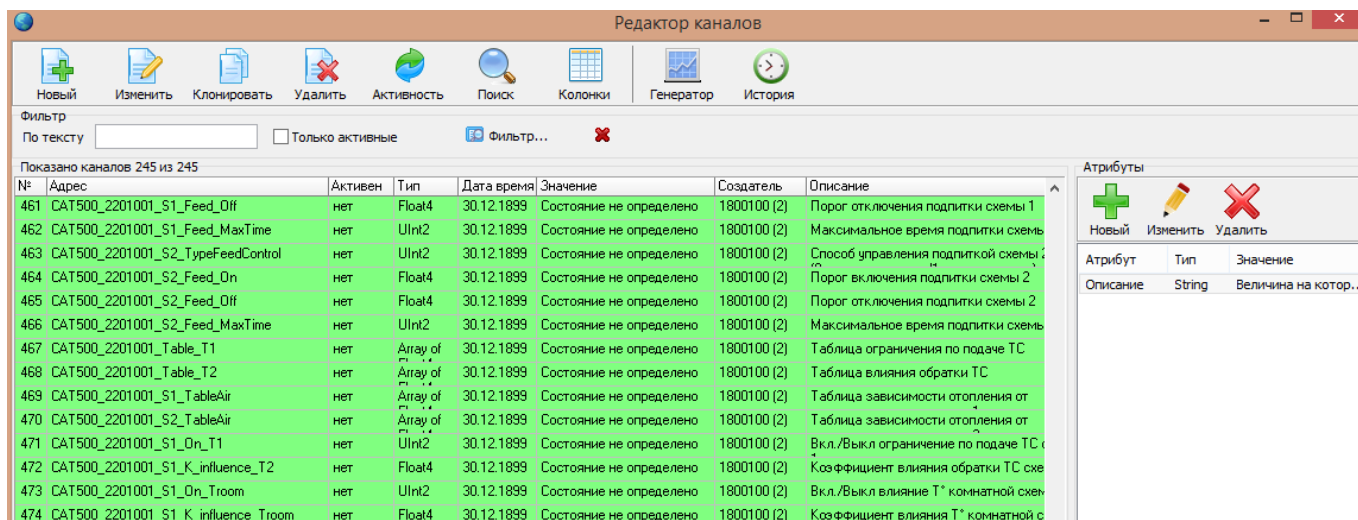 Редактор каналов
Новый Изменить Клонировать Удалить Активность Поиск Колонки Генератор История
Фильтр
По тексту Только активные Фильтр...
Показано каналов 245 из 245
№ Адрес Активен Тип Дата время Значение Создатель Описание
461 CAT500_2201001_S1_Feed_Off нет Float4 30.12.1899 Состояние не определено 1800100 (2) Порог отключения подпитки схемы 1
462 CAT500_2201001_S1_Feed_MaxTime нет UInt2 30.12.1899 Состояние не определено 1800100 (2) Максимальное время подпитки схемь
463 CAT500_2201001_S2_TypeFeedControl нет UInt2 30.12.1899 Состояние не определено 1800100 (2) Способ управления подпиткой схемы 2
464 CAT500_2201001_S2_Feed_On нет Float4 30.12.1899 Состояние не определено 1800100 (2) Порог включения подпитки схемы 2
465 CAT500_2201001_S2_Feed_Off нет Float4 30.12.1899 Состояние не определено 1800100 (2) Порог отключения подпитки схемы 2
466 CAT500_2201001_S2_Feed_MaxTime нет UInt2 30.12.1899 Состояние не определено 1800100 (2) Максимальное время подпитки схемь
467 CAT500_2201001_Table_T1 нет Array of 30.12.1899 Состояние не определено 1800100 (2) Таблица ограничения по подаче ТС
468 CAT500_2201001_Table_T2 нет Array of 30.12.1899 Состояние не определено 1800100 (2) Таблица влияния обратки ТС
469 CAT500_2201001_S1_TableAir нет Array of 30.12.1899 Состояние не определено 1800100 (2) Таблица зависимости отопления от
470 CAT500_2201001_S2_TableAir нет Array of 30.12.1899 Состояние не определено 1800100 (2) Таблица зависимости отопления от
471 CAT500_2201001_S1_On_T1 нет UInt2 30.12.1899 Состояние не определено 1800100 (2) Вкл./Выкл ограничение по подаче ТС
472 CAT500_2201001_S1_K_influence_T2 нет Float4 30.12.1899 Состояние не определено 1800100 (2) Коэффициент влияния обратки ТС схе
473 CAT500_2201001_S1_On_Troom нет UInt2 30.12.1899 Состояние не определено 1800100 (2) Вкл./Выкл влияние T° комнатной схем
474 CAT500_2201001_S1_K_influence_Troom нет Float4 30.12.1899 Состояние не определено 1800100 (2) Коэффициент влияния T° комнатной с
Атрибуты
Новый Изменить Удалить
Атрибут Тип Значение
Описание String Величина на котор...